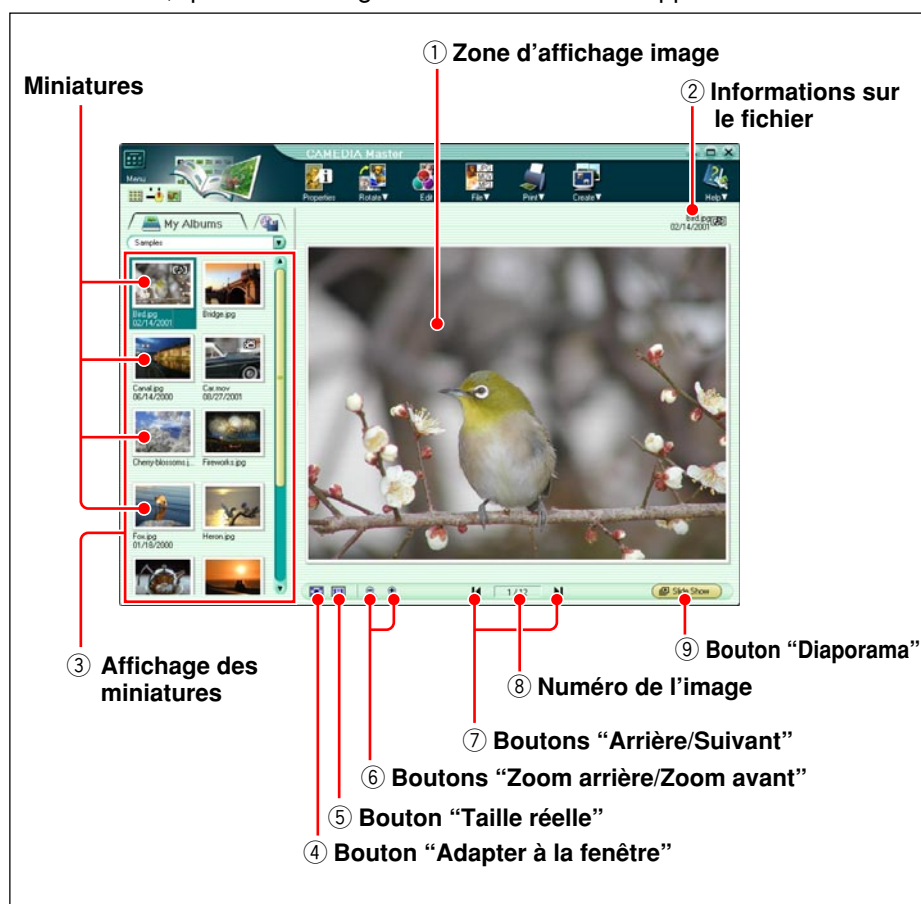 ① Zone d'affichage image
Miniatures
② Informations sur
le fichier
CAMEDIA Master
Menu
Properties
Rotate▼
Edit
File▼
Print▼
Create▼
Help▼
My Albums
Samples
bird.jpg
02/14/2001
Bird.jpg
02/14/2001
Bridge.jpg
Canal.jpg
06/14/2000
Car.mov
08/27/2001
Cherry-blossoms.j...
Fireworks.jpg
Fox.jpg
01/18/2000
Heron.jpg
1 / 12
Slide Show
③ Affichage des
miniatures
⑨ Bouton “Diaporama”
⑧ Numéro de l'image
⑦ Boutons “Arrière/Suivant”
⑥ Boutons “Zoom arrière/Zoom avant”
⑤ Bouton “Taille réelle”
④ Bouton “Adapter à la fenêtre”